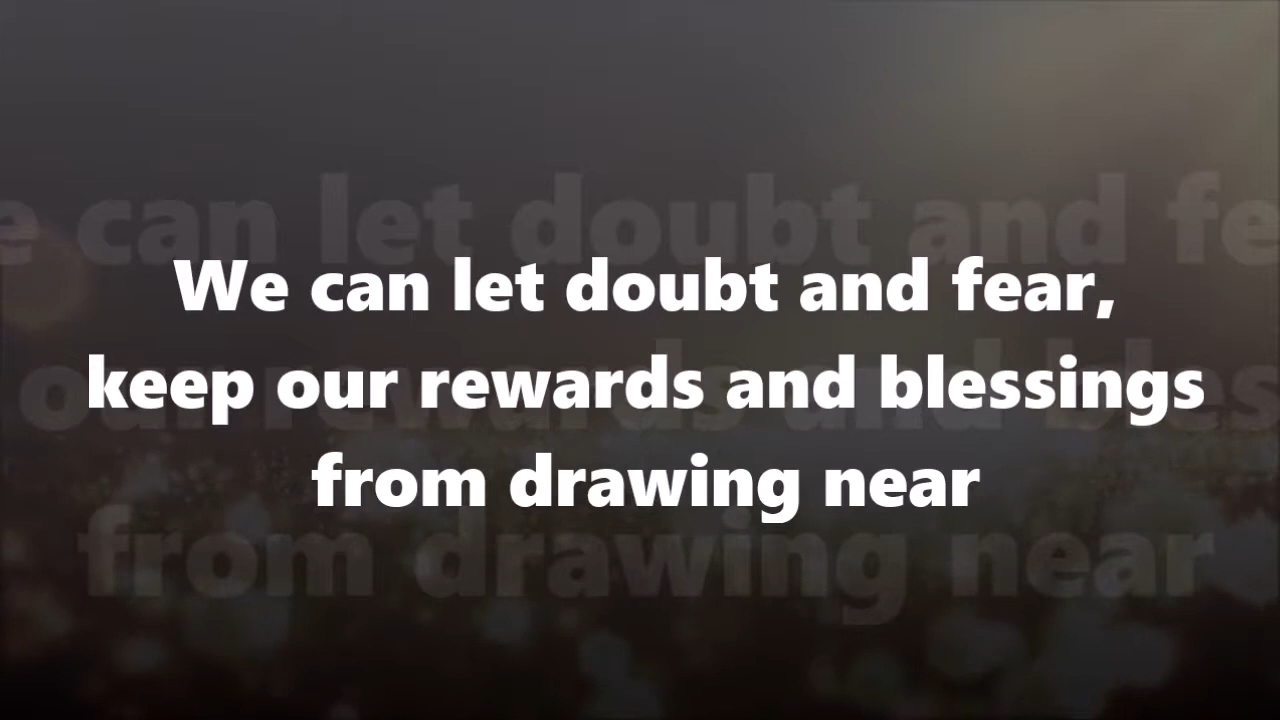 We can let doubt and fear,
keep our rewards and blessings
from drawing near